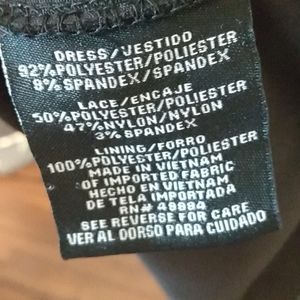 DRESS/VESTIDO
92%POLYESTER/POLIESTER
8% SPANDEX/SPANDEX
LACE/ENCAJE
50%POLYESTER/POLIESTER
47%NYLON/NYLON
3% SPANDEX
LINING/FORRO
100%POLYESTER/POLIESTER
MADE IN VIETNAM
OF IMPORTED FABRIC
HECHO EN VIETNAM
DE TELA IMPORTADA
RN# 49994
SEE REVERSE FOR CARE
VER AL DORSO PARA CUIDADO